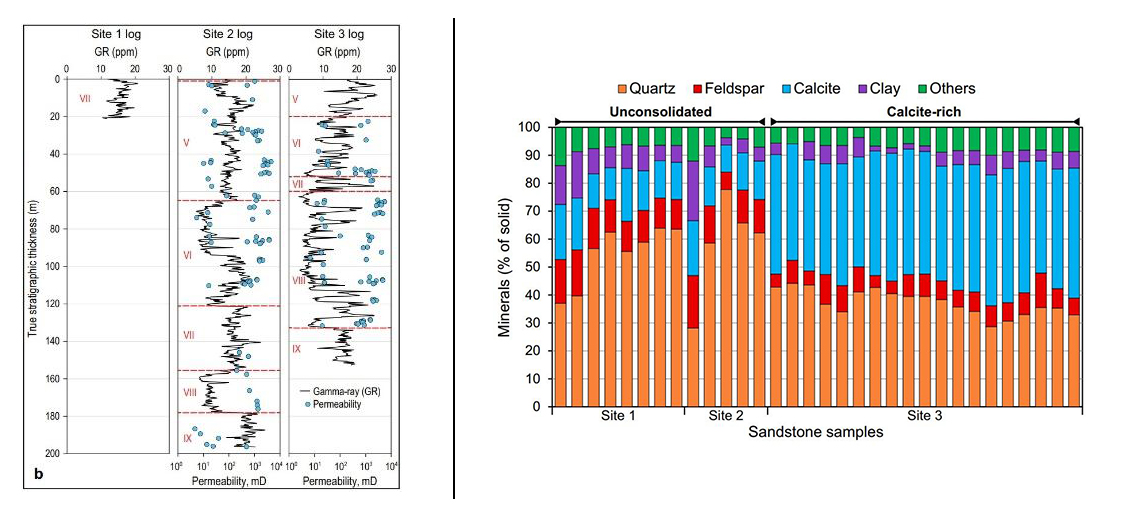 Site 1 log Site 2 log Site 3 log
GR (ppm) GR (ppm) GR (ppm)
0 10 20 30 0 10 20 30 0 10 20 30
0
20
40
60
80
100
120
140
160
180
200
True stratigraphic thickness (m)
VII
V
VI
VII
VIII
IX
V
VI
VII
VIII
IX
Gamma-ray (GR)
Permeability
10⁰ 10¹ 10² 10³ 10⁴ 10⁰ 10¹ 10² 10³ 10⁴
Permeability, mD Permeability, mD
b
Quartz Feldspar Calcite Clay Others
Unconsolidated Calcite-rich
100
90
80
70
60
50
40
30
20
10
0
Minerals (% of solid)
Site 1 Site 2 Site 3
Sandstone samples